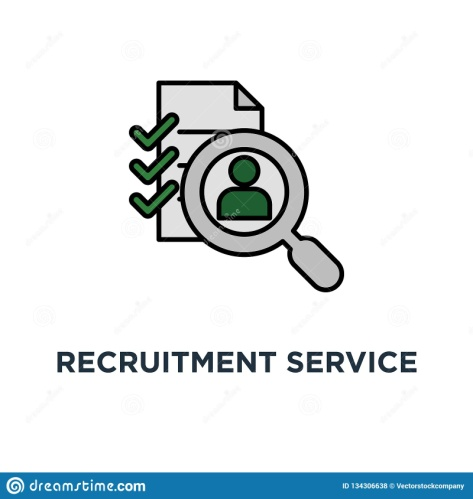 RECRUITMENT SERVICE
dreamstime.com
ID 134306638 © Vectorstockcompany